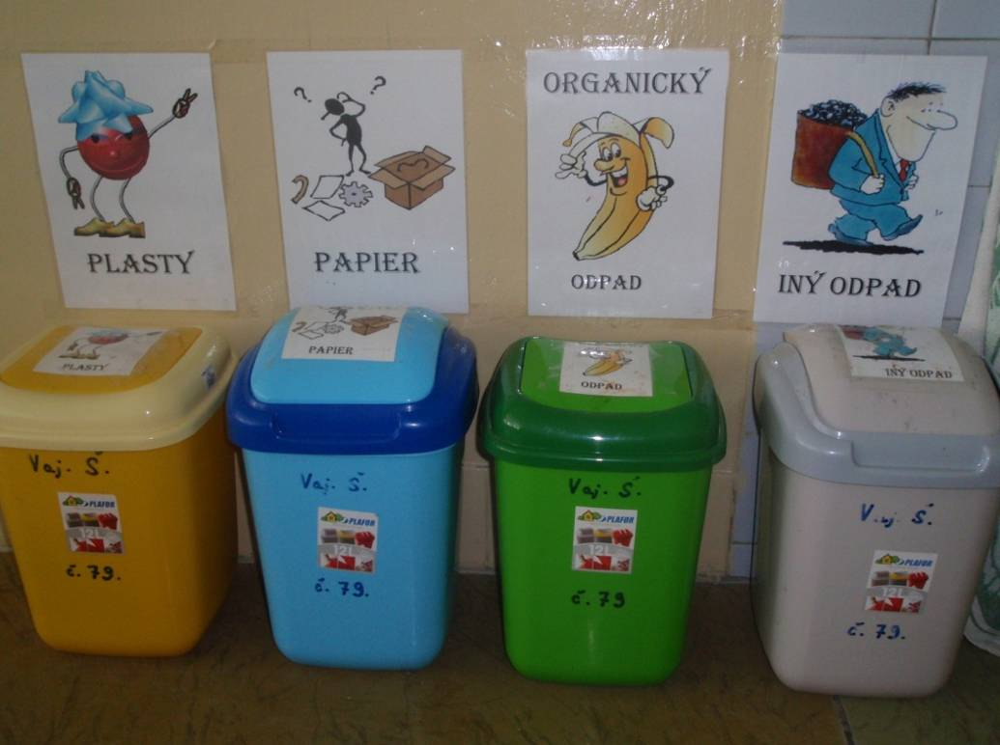 PLASTY
? ?
PAPIER
ORGANICKÝ
ODPAD
INÝ ODPAD
PLASTY
PAPIER
ODPAD
INÝ ODPAD
Vaj. Š.
PLAFOR
12L
č. 79.
Vaj. Š.
PLAFOR
12L
č. 79.
Vaj. Š.
PLAFOR
12L
č. 79
Vaj. Š.
PLAFOR
12L
č. 79.